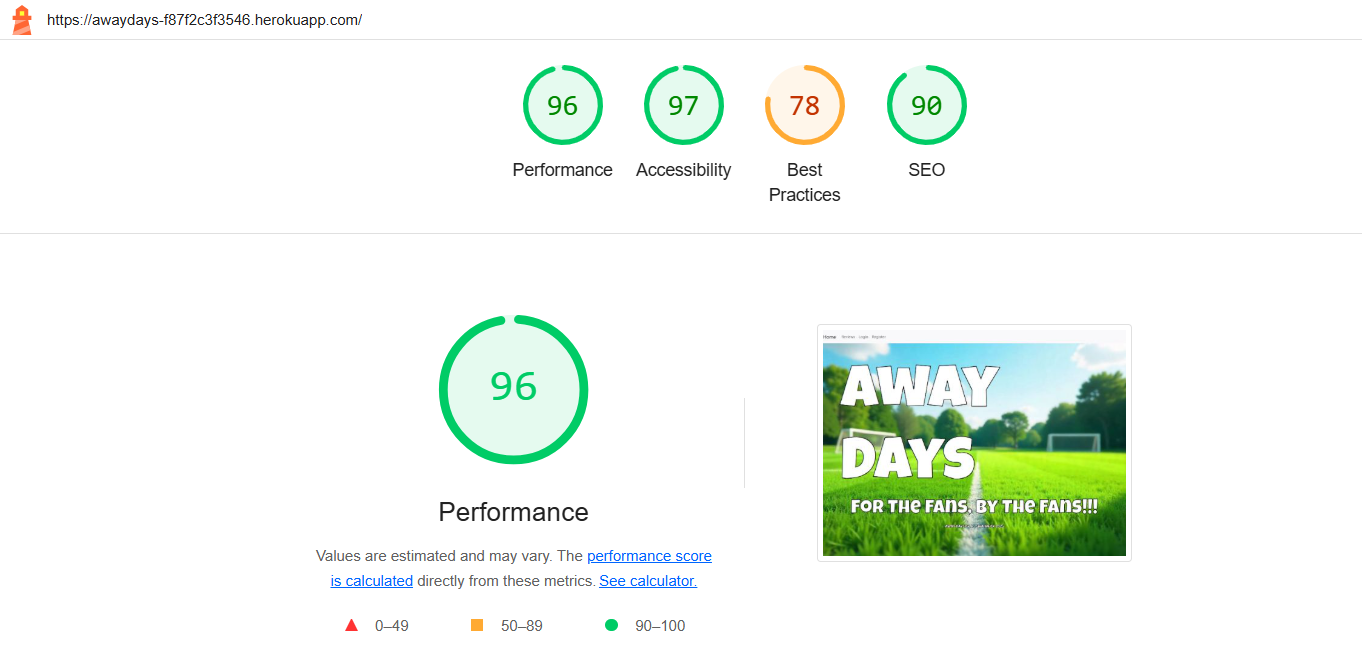 https://awaydays-f87f2c3f3546.herokuapp.com/
96
97
78
90
Performance
Accessibility
Best
Practices
SEO
96
Performance
Values are estimated and may vary. The performance score
is calculated directly from these metrics. See calculator.
0–49
50–89
90–100
Home Reviews Login Register
AWAY
DAYS
FOR THE FANS, BY THE FANS!!!